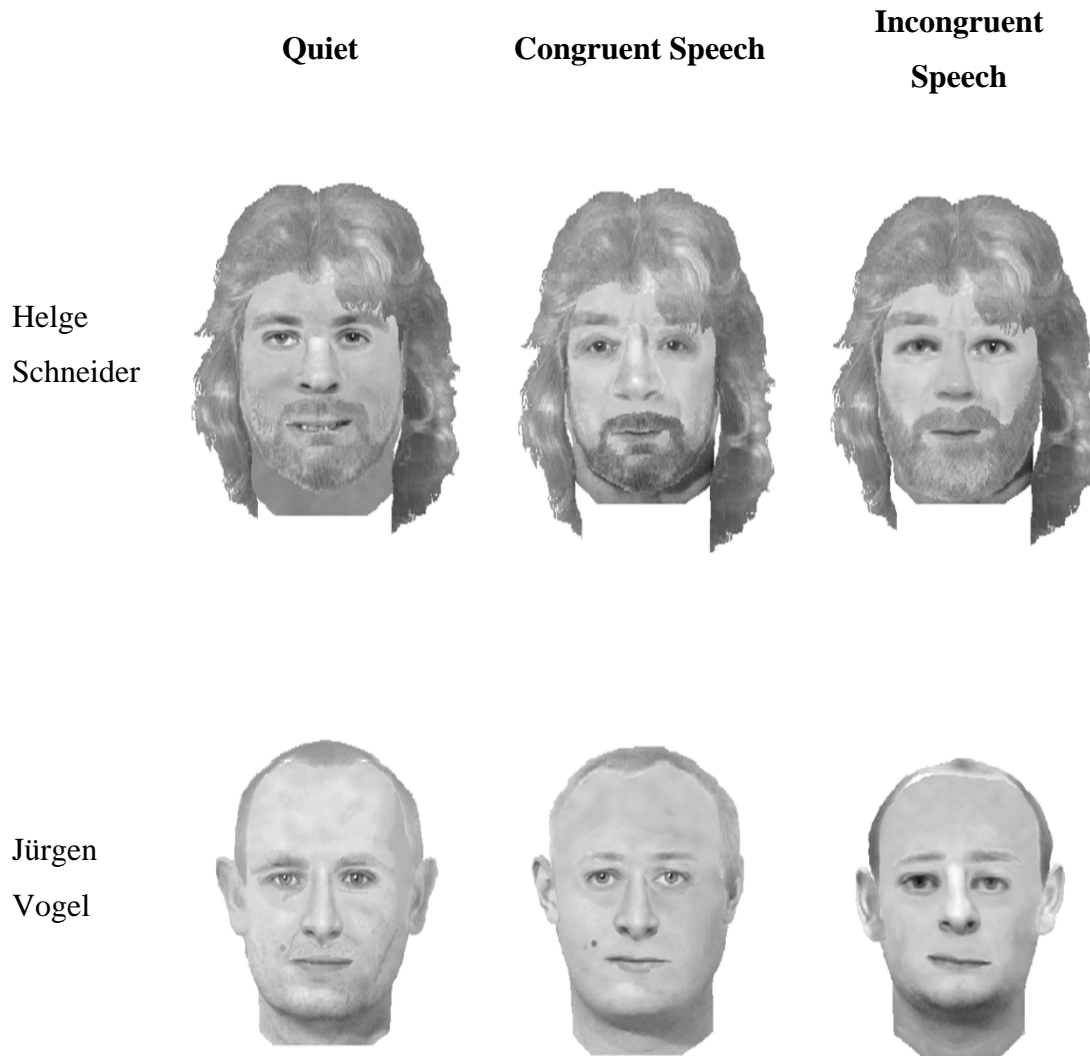 Quiet
Congruent Speech
Incongruent
Speech
Helge
Schneider
Jürgen
Vogel